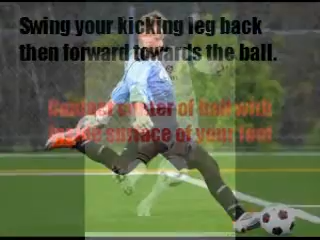 Swing your kicking leg back
then forward towards the ball.
Contact center of ball with
inside surface of your foot